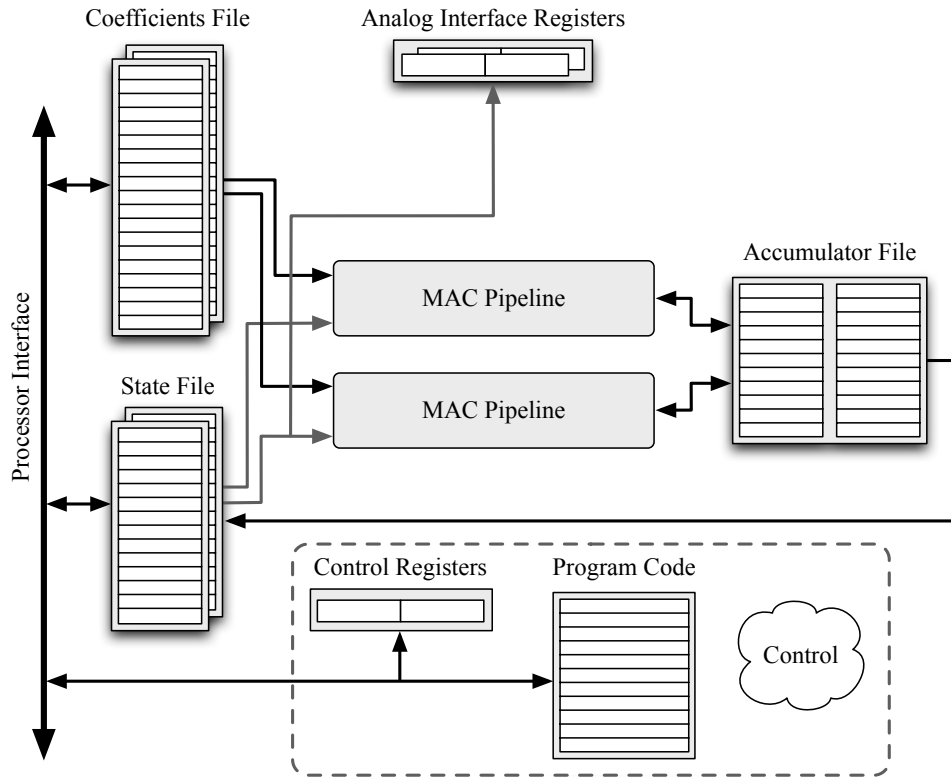 Coefficients File
Analog Interface Registers
Accumulator File
MAC Pipeline
MAC Pipeline
State File
Processor Interface
Control Registers
Program Code
Control